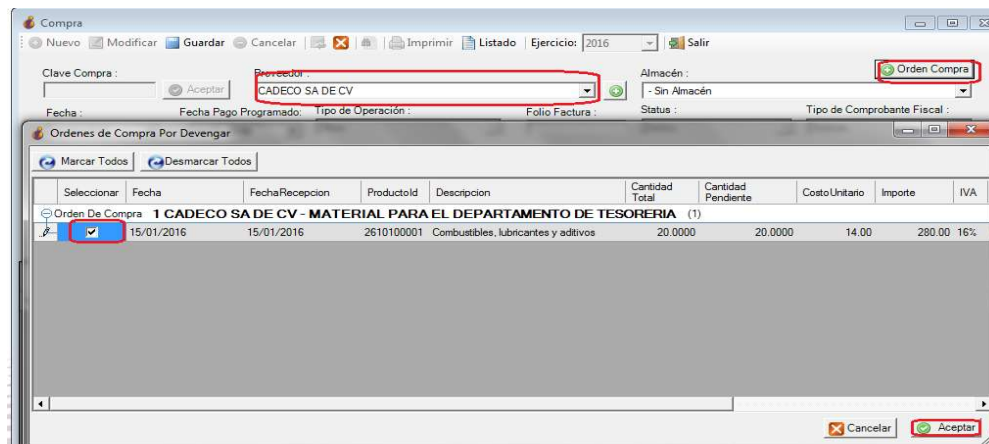 Compra
Nuevo Modificar Guardar Cancelar Imprimir Listado Ejercicio: 2016 Salir
Clave Compra : Proveedor : Almacén : Orden Compra
Aceptar CADECO SA DE CV - Sin Almacén
Fecha : Fecha Pago Programado: Tipo de Operación : Folio Factura : Status : Tipo de Comprobante Fiscal :
Ordenes de Compra Por Devengar
Marcar Todos Desmarcar Todos
Seleccionar Fecha FechaRecepcion ProductoId Descripcion Cantidad Total Cantidad Pendiente CostoUnitario Importe IVA
Orden De Compra 1 CADECO SA DE CV - MATERIAL PARA EL DEPARTAMENTO DE TESORERIA (1)
15/01/2016 15/01/2016 2610100001 Combustibles, lubricantes y aditivos 20.0000 20.0000 14.00 280.00 16%
Cancelar Aceptar